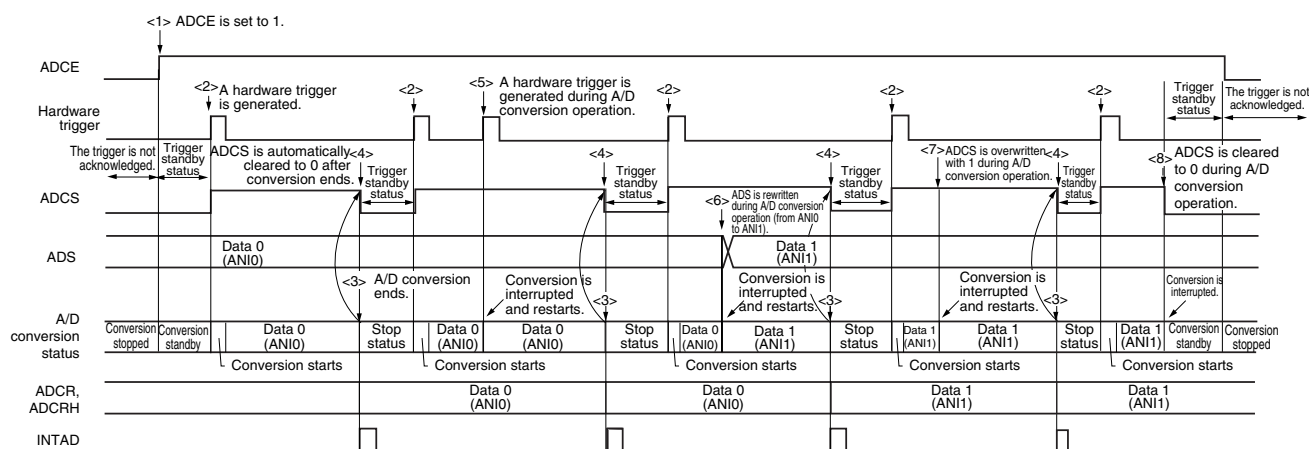 <1> ADCE is set to 1.
ADCE
<2> A hardware trigger
is generated.
<2>
<5> A hardware trigger is
generated during A/D
conversion operation.
<2>
<2>
<2>
Trigger
standby
status
The trigger is not
acknowledged.
Hardware
trigger
The trigger is not
acknowledged.
Trigger
standby
status
ADCS is automatically
cleared to 0 after
conversion ends.
<4>
Trigger
standby
status
<4>
Trigger
standby
status
<4>
Trigger
standby
status
<7> ADCS is overwritten
with 1 during A/D
conversion operation.
<4>
Trigger
standby
status
<8> ADCS is cleared
to 0 during A/D
conversion
operation.
ADCS
<6> ADS is rewritten
during A/D conversion
operation (from ANI0
to ANI1).
ADS
Data 0
(ANI0)
Data 1
(ANI1)
<3> A/D conversion
ends.
Conversion is
interrupted
and restarts.
<3>
Conversion is
interrupted
and restarts.
<3>
Conversion is
interrupted
and restarts.
<3>
Conversion is
interrupted.
A/D
conversion
status
Conversion
stopped
Conversion
standby
Data 0
(ANI0)
Stop
status
Data 0
(ANI0)
Data 0
(ANI0)
Stop
status
Data 0
(ANI0)
Data 1
(ANI1)
Stop
status
Data 1
(ANI1)
Data 1
(ANI1)
Stop
status
Data 1
(ANI1)
Conversion
standby
Conversion
stopped
Conversion starts
Conversion starts
Conversion starts
Conversion starts
Conversion starts
ADCR,
ADCRH
Data 0
(ANI0)
Data 0
(ANI0)
Data 1
(ANI1)
Data 1
(ANI1)
INTAD